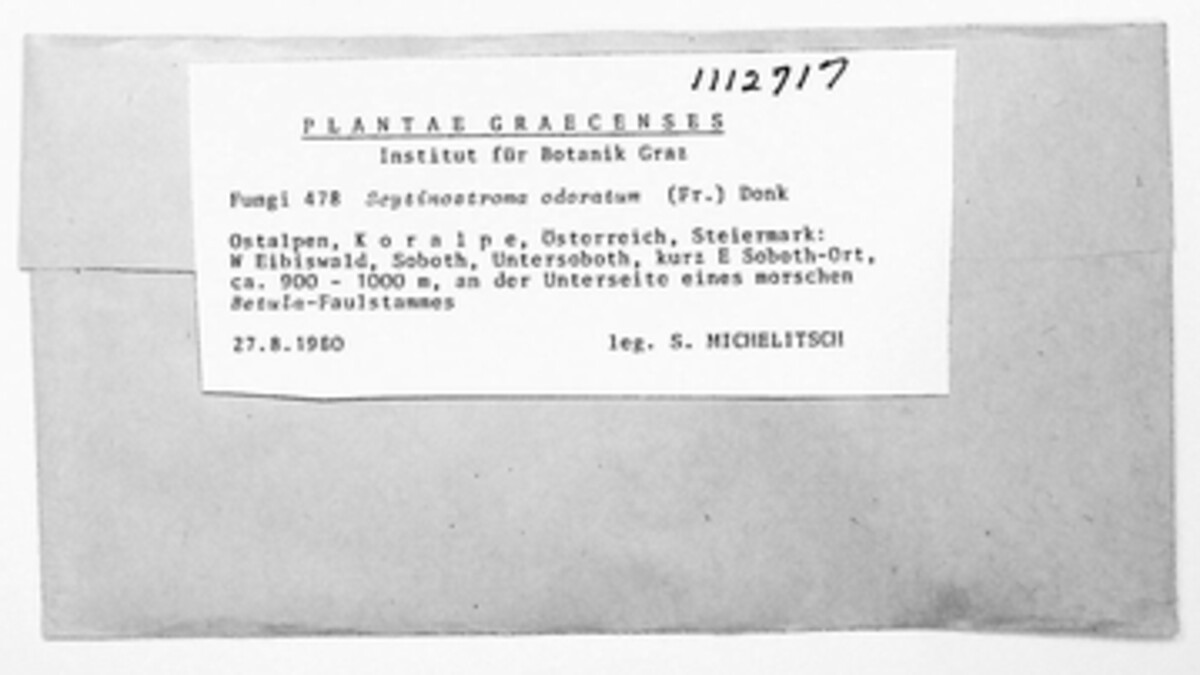 1112717
PLANTAE GRAECENSES
Institut für Botanik Graz
Fungi 478 Scytinostroma odoratum (Fr.) Donk
Ostalpen, K o r a l p e, Österreich, Steiermark:
W Eibiswald, Soboth, Untersoboth, kurz E Soboth-Ort,
ca. 900 - 1000 m, an der Unterseite eines morschen
Betula-Faulstammes
27.8.1980 leg. S. MICHELITSCH